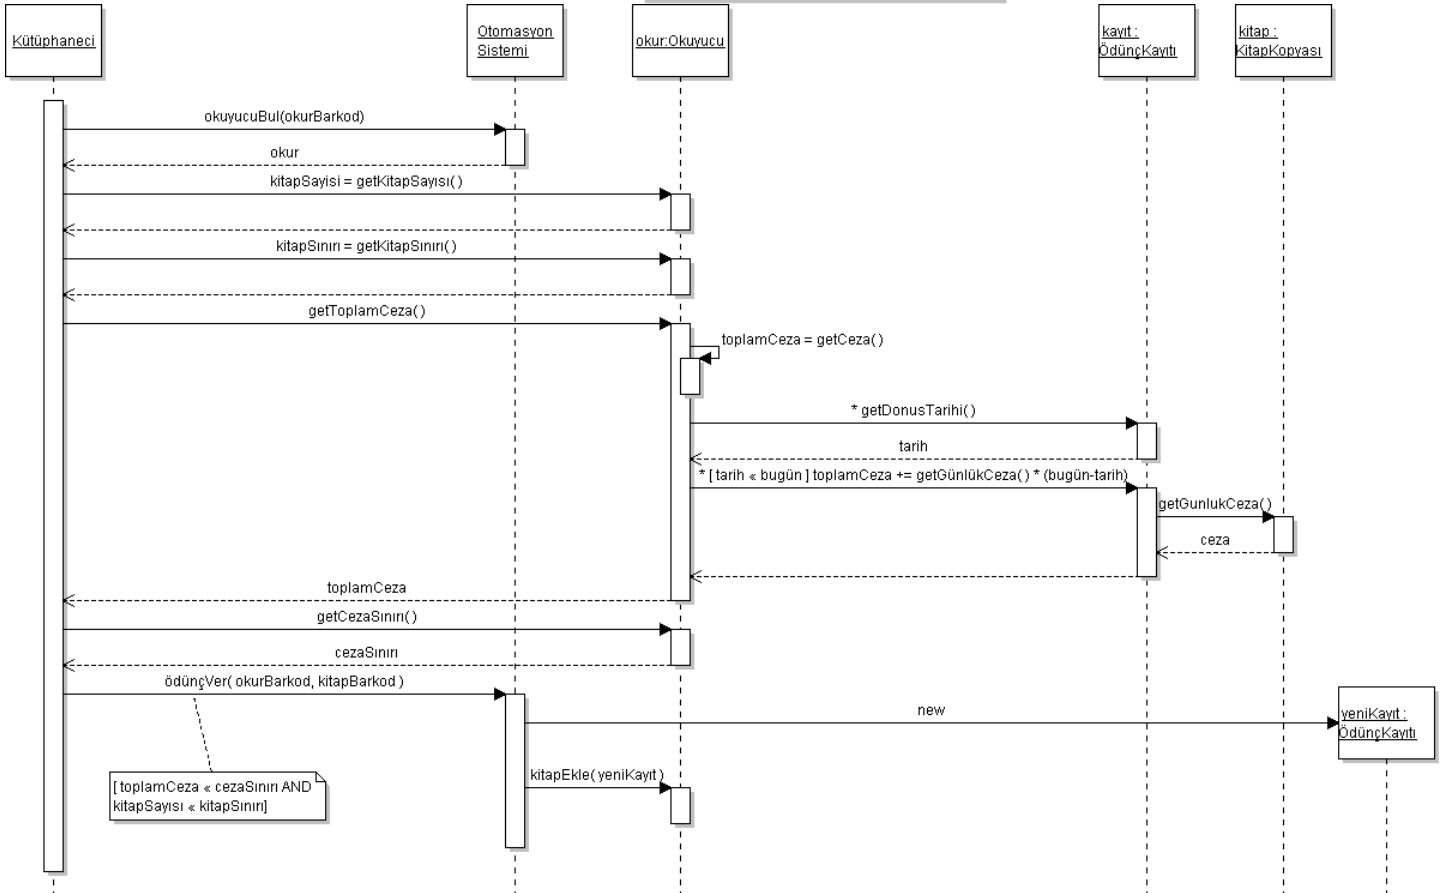 Kütüphaneci
Otomasyon
Sistemi
okur:Okuyucu
kayıt :
ÖdünçKayıtı
kitap :
KitapKopyası
okuyucuBul(okurBarkod)
okur
kitapSayisi = getKitapSayısı( )
kitapSınırı = getKitapSınırı( )
getToplamCeza( )
toplamCeza = getCeza( )
* getDonusTarihi( )
tarih
* [ tarih « bugün ] toplamCeza += getGünlükCeza( ) * (bugün-tarih)
getGunlukCeza( )
ceza
toplamCeza
getCezaSınırı( )
cezaSınırı
ödünçVer( okurBarkod, kitapBarkod )
new
yeniKayıt :
ÖdünçKayıtı
kitapEkle( yeniKayıt )
[ toplamCeza « cezaSınırı AND
kitapSayısı « kitapSınırı]